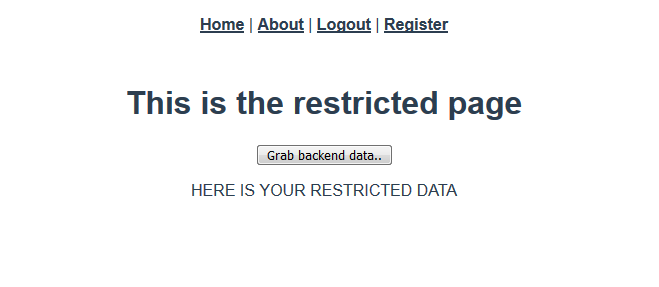 Home | About | Logout | Register
This is the restricted page
Grab backend data..
HERE IS YOUR RESTRICTED DATA